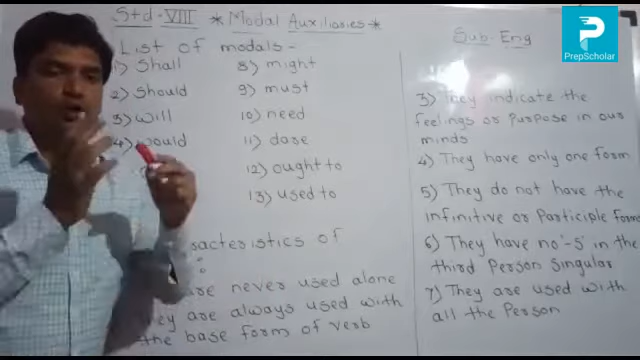 Std-VIII * Modal Auxiliaries *
Sub-Eng
PrepScholar
List of modals-
1) Shall
2) Should
3) will
4) would
8) might
9) must
10) need
11) dare
12) ought to
13) used to
of
are never used alone
are always used with
the base form of verb
3) They indicate the
feelings or purpose in our
minds
4) They have only one form
5) They do not have the
infinitive or Participle form
6) They have no '-s' in the
third Person singular
7) They are used with
all the Person